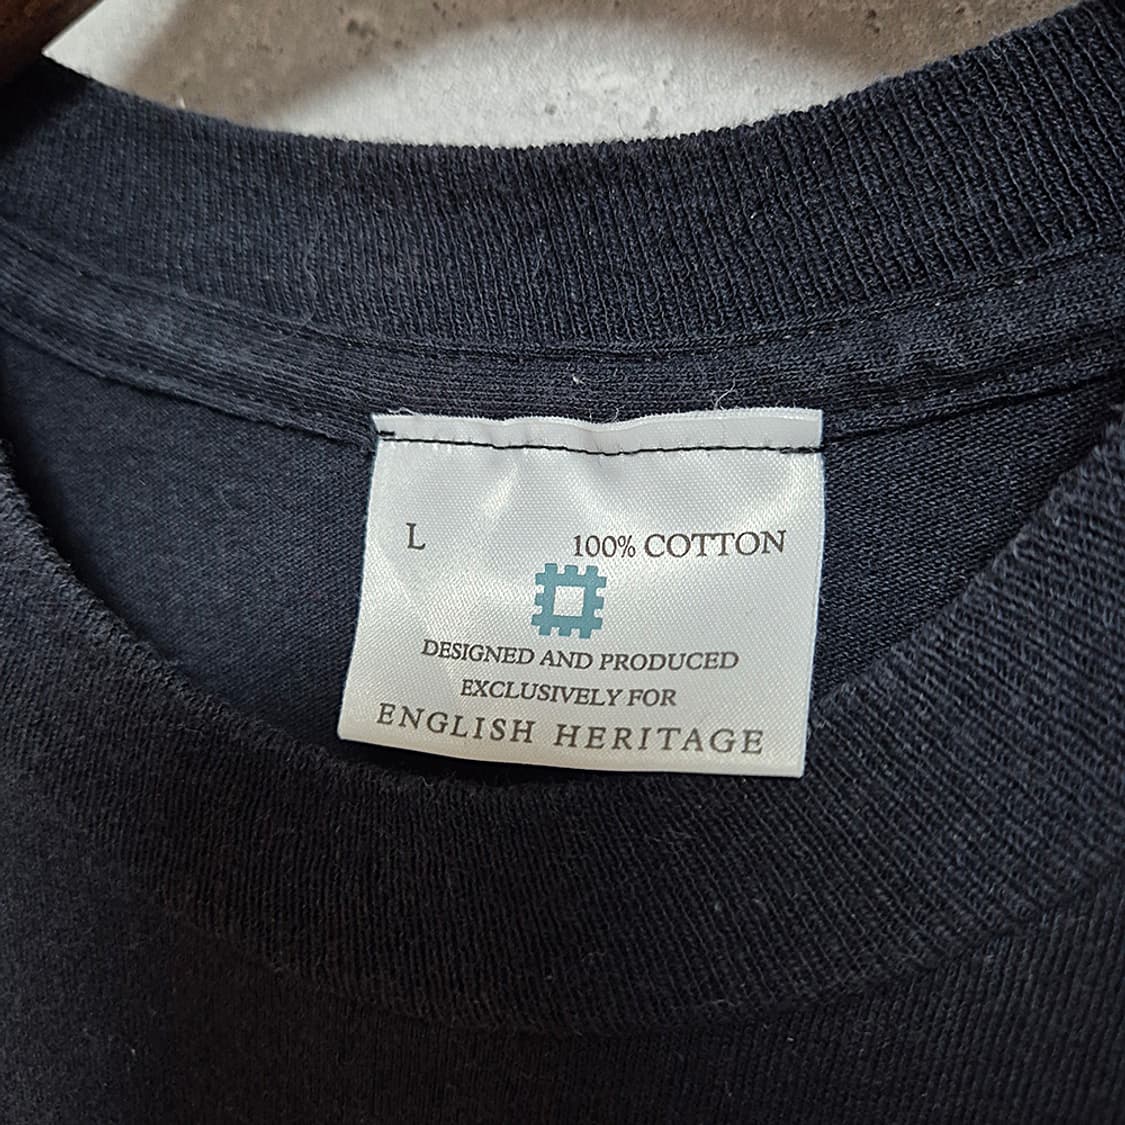 L 100% COTTON
DESIGNED AND PRODUCED
EXCLUSIVELY FOR
ENGLISH HERITAGE